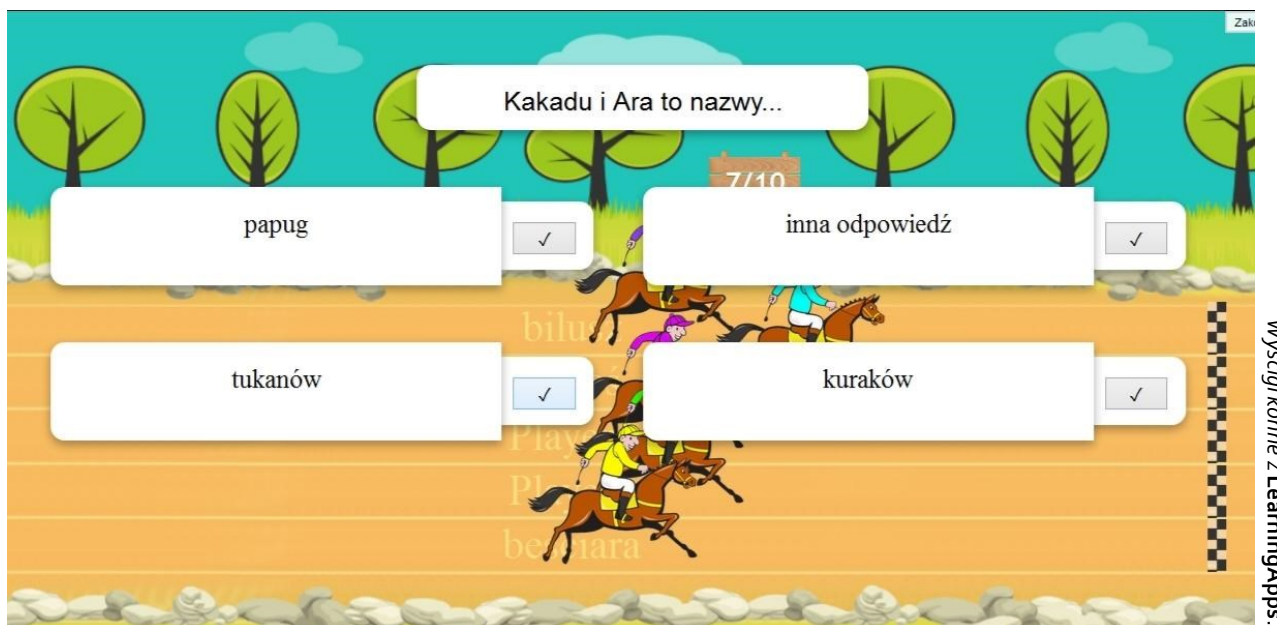 Zak
Kakadu i Ara to nazwy...
7/10
papug
inna odpowiedź
tukanów
kuraków
Wyścigi konne z LearningApps.